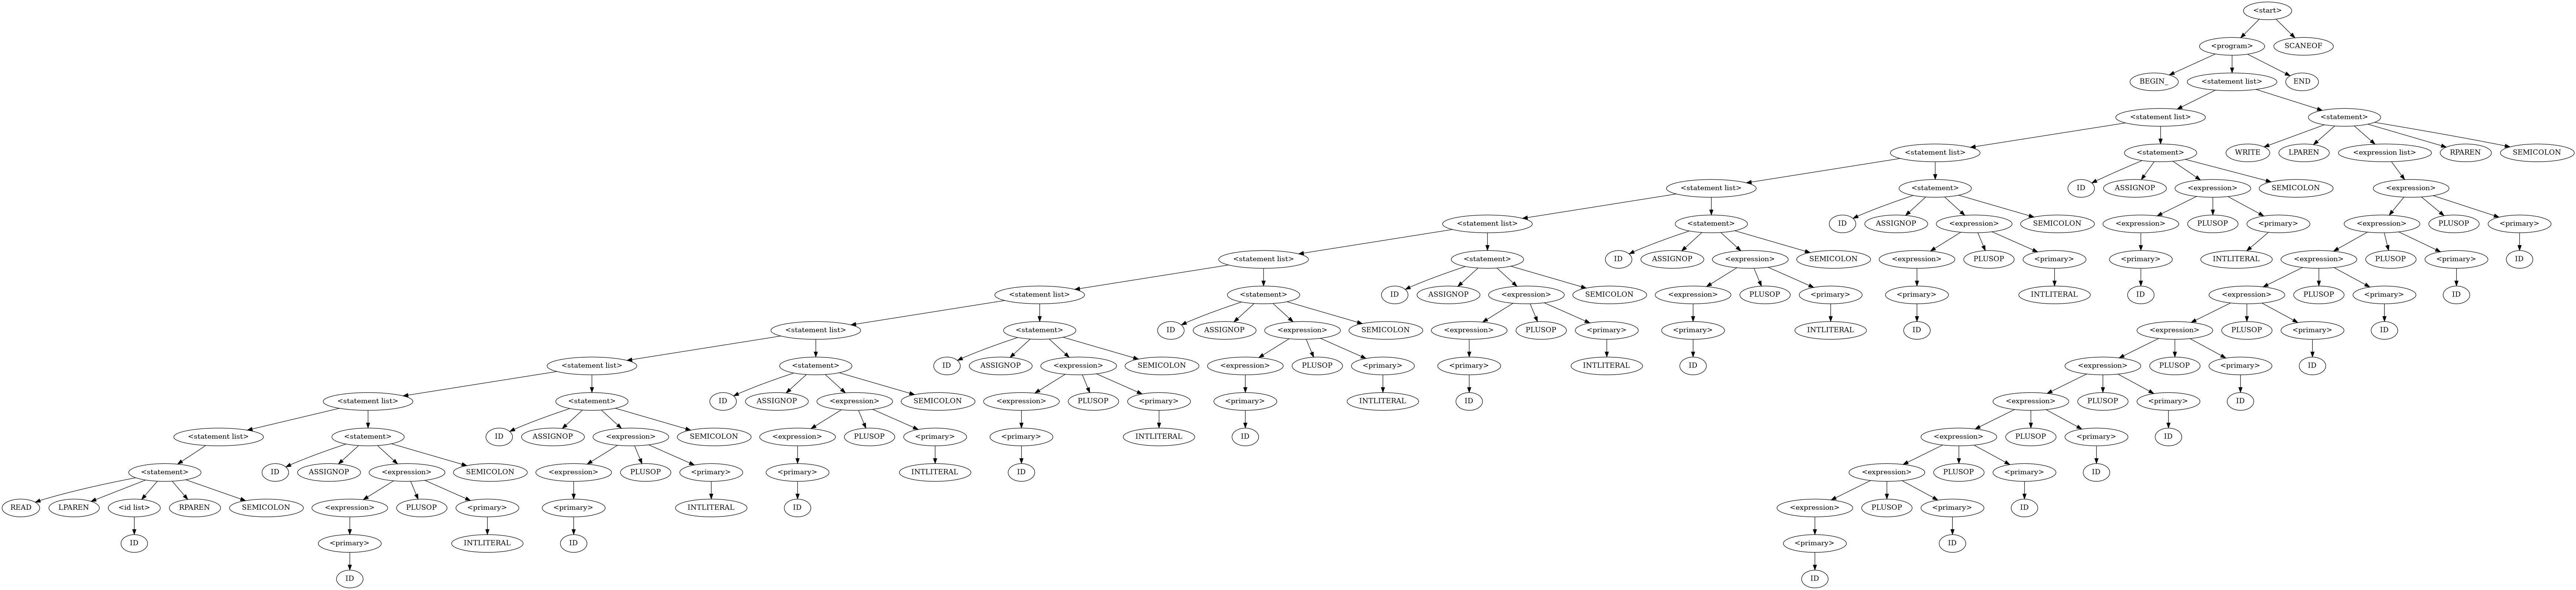 <start>
<program> SCANEOF
BEGIN_ <statement list> END
<statement list> <statement>
<statement list> <statement> WRITE LPAREN <expression list> RPAREN SEMICOLON
<statement list> <statement> ID ASSIGNOP <expression> SEMICOLON <expression>
<statement list> <statement> ID ASSIGNOP <expression> SEMICOLON <expression> PLUSOP <primary> <expression> PLUSOP <primary>
<statement list> <statement> ID ASSIGNOP <expression> SEMICOLON <expression> PLUSOP <primary> <primary> INTLITERAL <expression> PLUSOP <primary> ID
<statement list> <statement> ID ASSIGNOP <expression> SEMICOLON <expression> PLUSOP <primary> <primary> INTLITERAL ID <expression> PLUSOP <primary> ID
<statement list> <statement> ID ASSIGNOP <expression> SEMICOLON <expression> PLUSOP <primary> <primary> INTLITERAL ID <expression> PLUSOP <primary> ID
<statement list> <statement> ID ASSIGNOP <expression> SEMICOLON <expression> PLUSOP <primary> <primary> INTLITERAL ID <expression> PLUSOP <primary> ID
<statement list> <statement> ID ASSIGNOP <expression> SEMICOLON <expression> PLUSOP <primary> <primary> INTLITERAL ID <expression> PLUSOP <primary> ID
<statement list> <statement> ID ASSIGNOP <expression> SEMICOLON <expression> PLUSOP <primary> <primary> INTLITERAL ID <expression> PLUSOP <primary> ID
<statement> ID ASSIGNOP <expression> SEMICOLON <expression> PLUSOP <primary> <primary> INTLITERAL ID <expression> PLUSOP <primary> ID
READ LPAREN <id list> RPAREN SEMICOLON <expression> PLUSOP <primary> <primary> INTLITERAL ID <expression> PLUSOP <primary> ID
ID <primary> INTLITERAL ID <primary> ID
ID ID